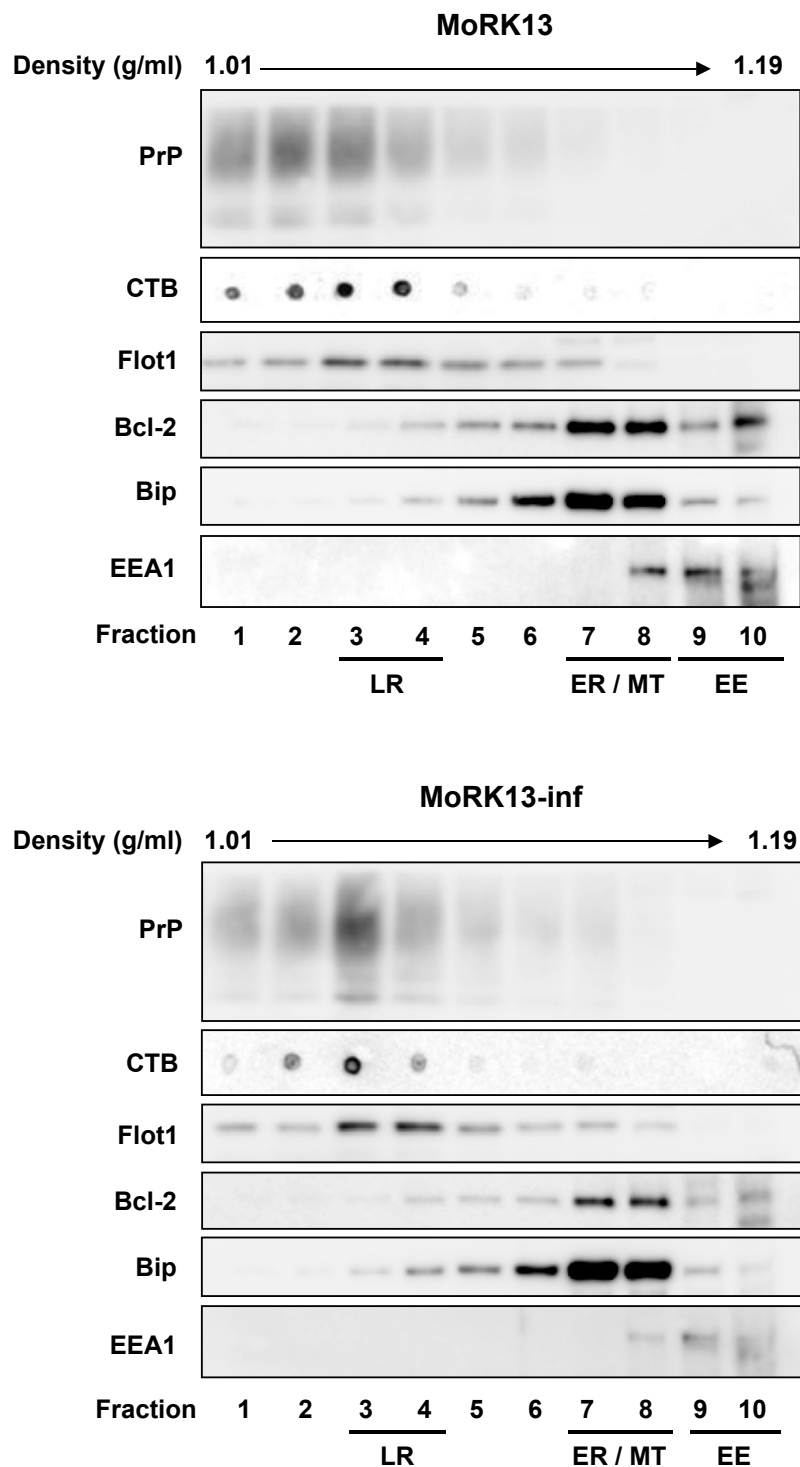 MoRK13
Density (g/ml) 1.01 1.19
PrP
CTB
Flot1
Bcl-2
Bip
EEA1
Fraction 1 2 3 4 5 6 7 8 9 10
LR ER / MT EE
MoRK13-inf
Density (g/ml) 1.01 1.19
PrP
CTB
Flot1
Bcl-2
Bip
EEA1
Fraction 1 2 3 4 5 6 7 8 9 10
LR ER / MT EE